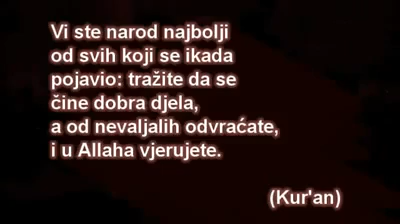 Vi ste narod najbolji
od svih koji se ikada
pojavio: tražite da se
čine dobra djela,
a od nevaljalih odvraćate,
i u Allaha vjerujete.
(Kur'an)